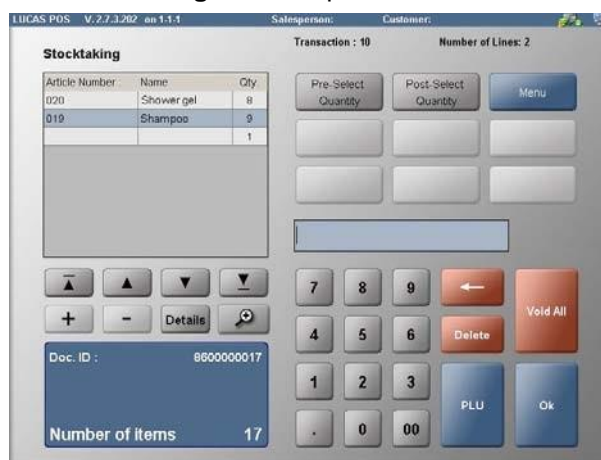 LUCAS POS V.2.7.3.202 on 1-1-1 Salesperson: Customer:
Stocktaking
Transaction : 10 Number of Lines: 2
Article Number Name Qty.
020 Shower gel 8
019 Shampoo 9
1
Pre-Select Quantity
Post-Select Quantity
Menu
+ - Details
Doc. ID : 8600000017
Number of items 17
7 8 9 ←
4 5 6 Delete
Void All
1 2 3
. 0 00
PLU
Ok